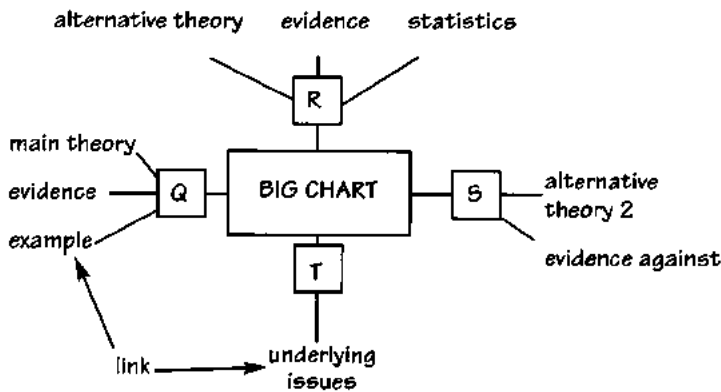 alternative theory evidence statistics
R
main theory
evidence Q BIG CHART S alternative
theory 2
example
evidence against
T
link underlying
issues